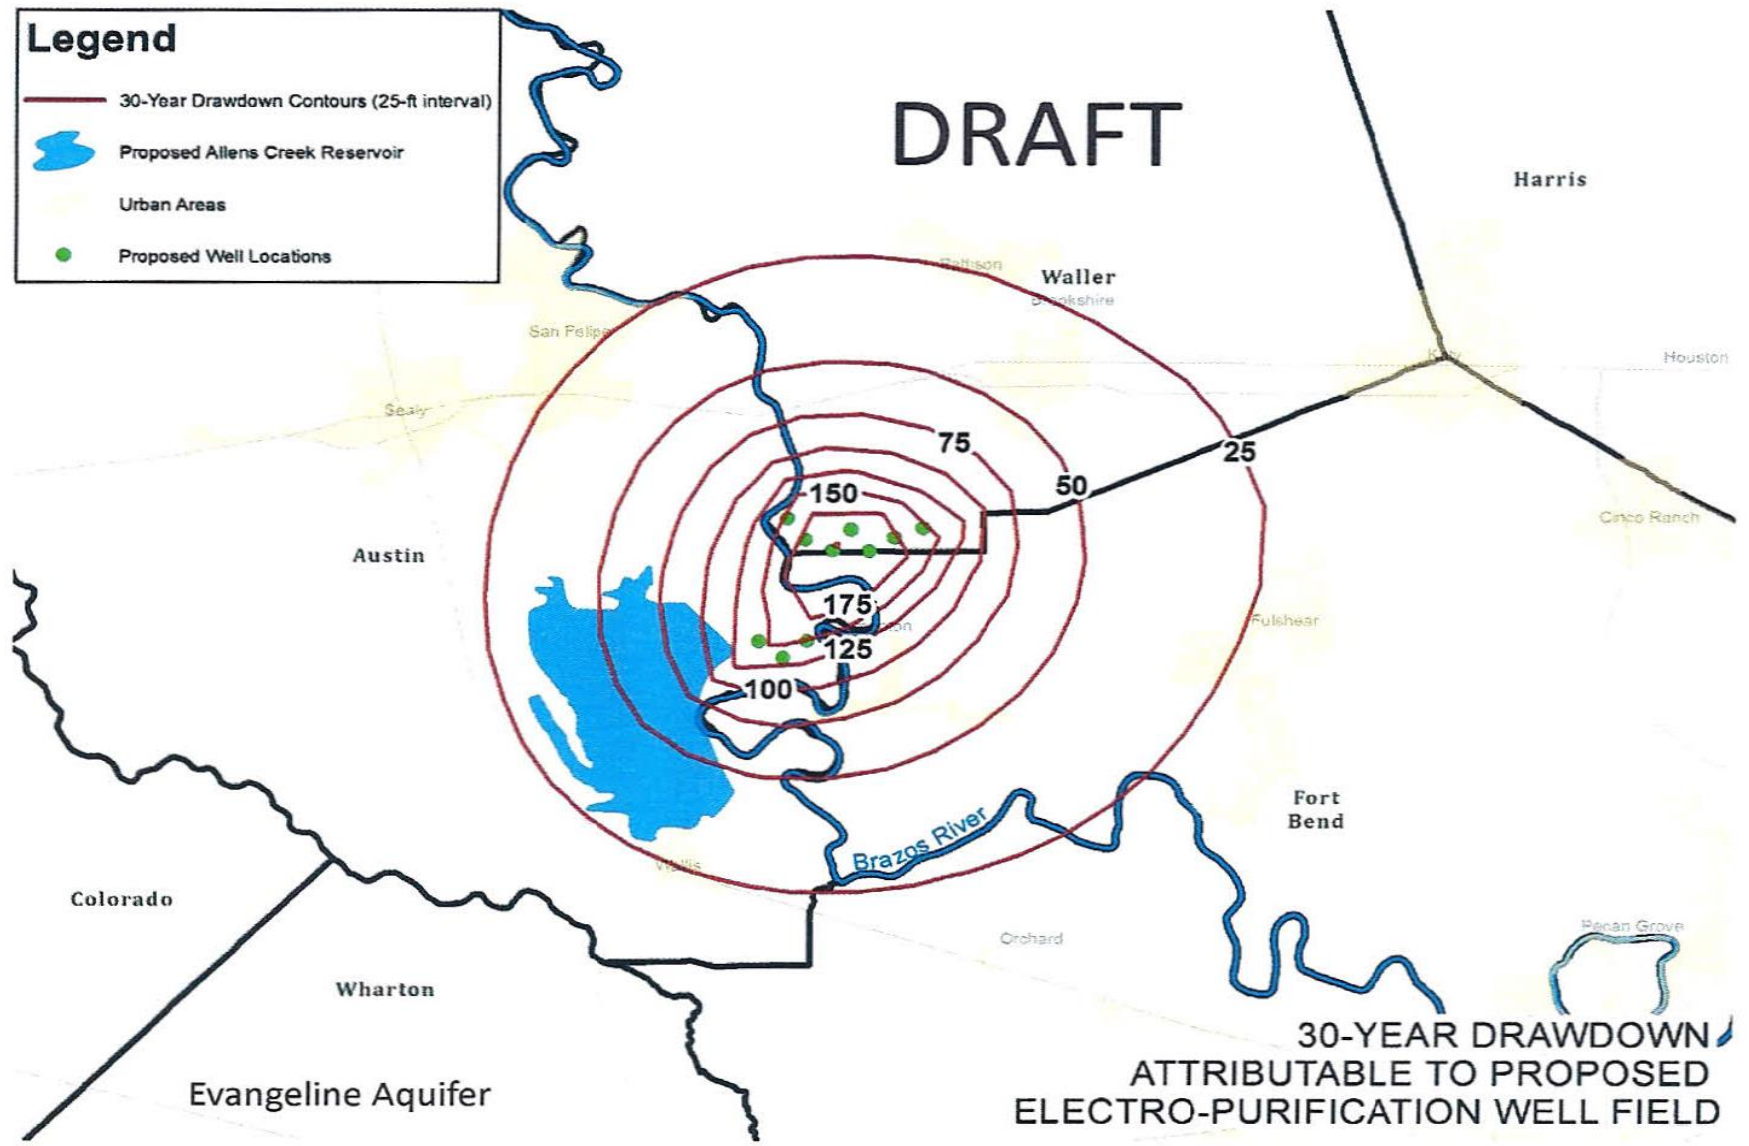 Legend
30-Year Drawdown Contours (25-ft interval)
Proposed Allens Creek Reservoir
Urban Areas
Proposed Well Locations
DRAFT
Harris
Pattison
Waller
Brookshire
San Felipe
Katy
Houston
Sealy
75
25
50
150
Cinco Ranch
Austin
175
Fulshear
125
100
Fort
Bend
Brazos River
Wallis
Colorado
Orchard
Pecan Grove
Wharton
30-YEAR DRAWDOWN
ATTRIBUTABLE TO PROPOSED
ELECTRO-PURIFICATION WELL FIELD
Evangeline Aquifer